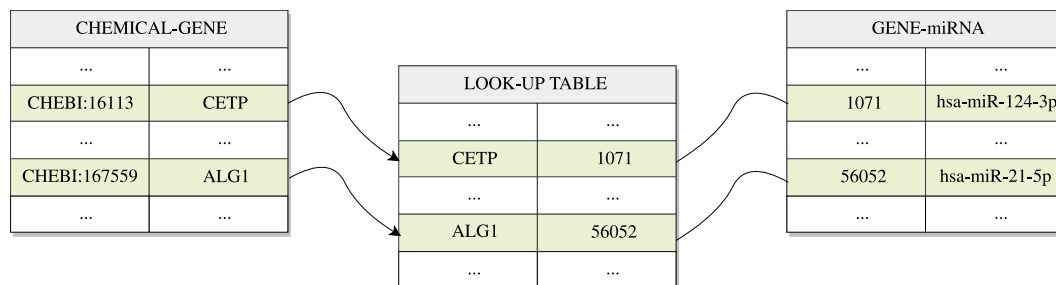 CHEMICAL-GENE
... ...
CHEBI:16113 CETP
... ...
CHEBI:167559 ALG1
... ...
LOOK-UP TABLE
... ...
CETP 1071
... ...
ALG1 56052
... ...
GENE-miRNA
... ...
1071 hsa-miR-124-3p
... ...
56052 hsa-miR-21-5p
... ...